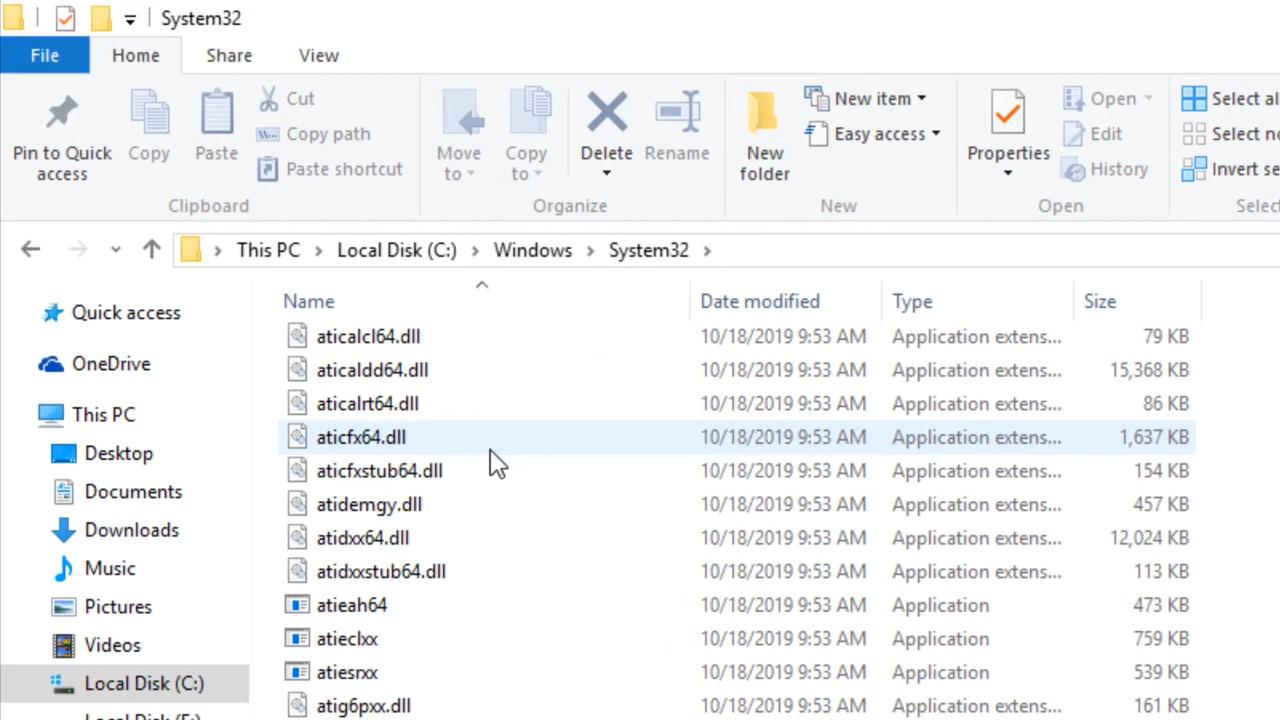 System32
File Home Share View
Pin to Quick access
Copy
Paste
Cut
Copy path
Paste shortcut
Clipboard
Move to
Copy to
Delete
Rename
Organize
New folder
New item
Easy access
New
Properties
Open
Edit
History
Open
Select al
Select no
Invert se
Select
This PC > Local Disk (C:) > Windows > System32 >
Quick access
OneDrive
This PC
Desktop
Documents
Downloads
Music
Pictures
Videos
Local Disk (C:)
Name Date modified Type Size
aticalcl64.dll 10/18/2019 9:53 AM Application extens... 79 KB
aticaldd64.dll 10/18/2019 9:53 AM Application extens... 15,368 KB
aticalrt64.dll 10/18/2019 9:53 AM Application extens... 86 KB
aticfx64.dll 10/18/2019 9:53 AM Application extens... 1,637 KB
aticfxstub64.dll 10/18/2019 9:53 AM Application extens... 154 KB
atidemgy.dll 10/18/2019 9:53 AM Application extens... 457 KB
atidxx64.dll 10/18/2019 9:53 AM Application extens... 12,024 KB
atidxxstub64.dll 10/18/2019 9:53 AM Application extens... 113 KB
atieah64 10/18/2019 9:53 AM Application 473 KB
atieclxx 10/18/2019 9:53 AM Application 759 KB
atiesrxx 10/18/2019 9:53 AM Application 539 KB
atig6pxx.dll 10/18/2019 9:53 AM Application extens... 161 KB